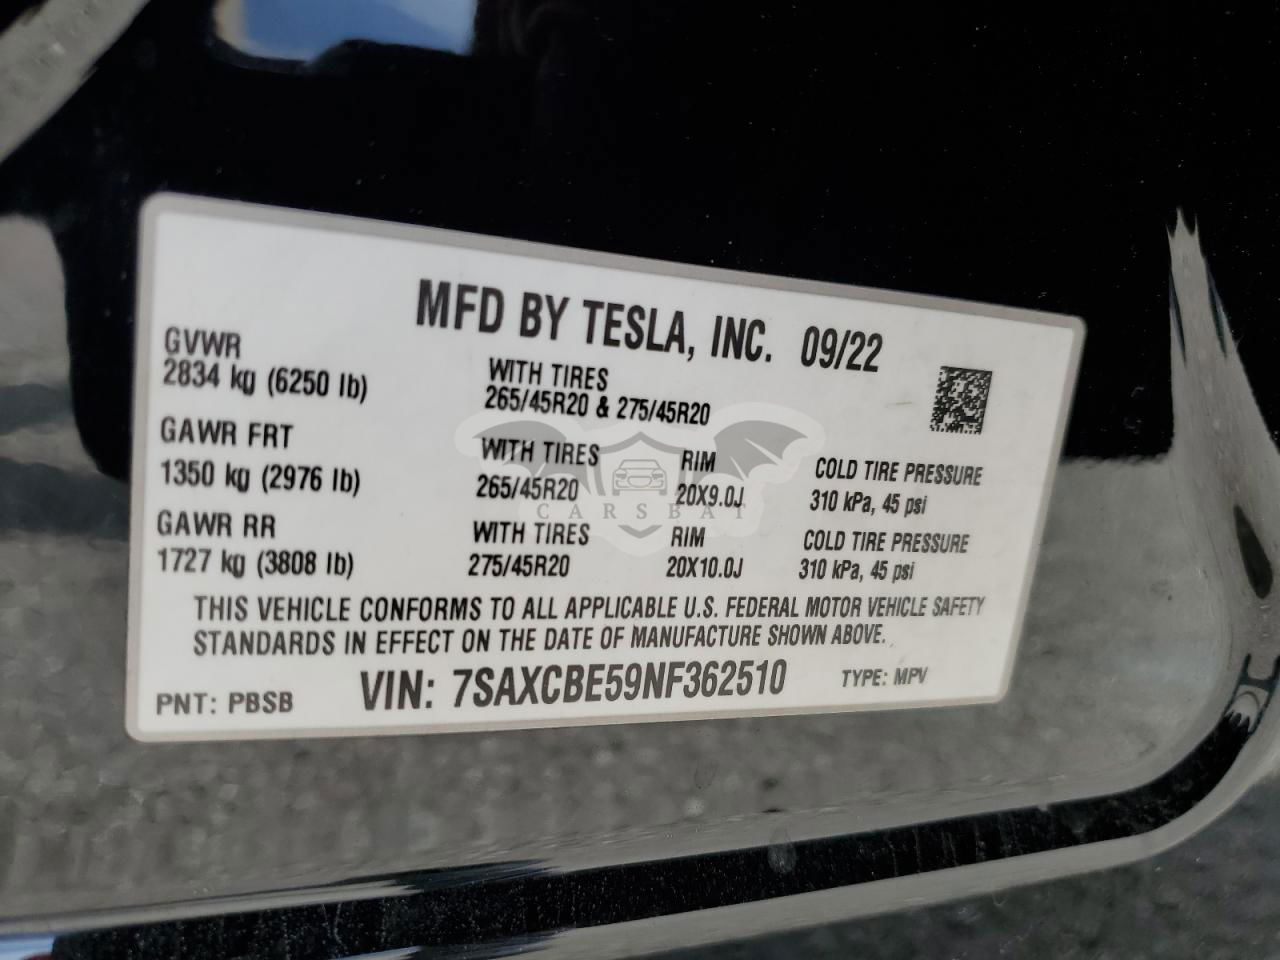 MFD BY TESLA, INC. 09/22
GVWR
2834 kg (6250 lb)
WITH TIRES
265/45R20 & 275/45R20
GAWR FRT
1350 kg (2976 lb)
WITH TIRES
265/45R20
RIM
20X9.0J
COLD TIRE PRESSURE
310 kPa, 45 psi
CARSBAT
GAWR RR
1727 kg (3808 lb)
WITH TIRES
275/45R20
RIM
20X10.0J
COLD TIRE PRESSURE
310 kPa, 45 psi
THIS VEHICLE CONFORMS TO ALL APPLICABLE U.S. FEDERAL MOTOR VEHICLE SAFETY
STANDARDS IN EFFECT ON THE DATE OF MANUFACTURE SHOWN ABOVE.
PNT: PBSB
VIN: 7SAXCBE59NF362510
TYPE: MPV